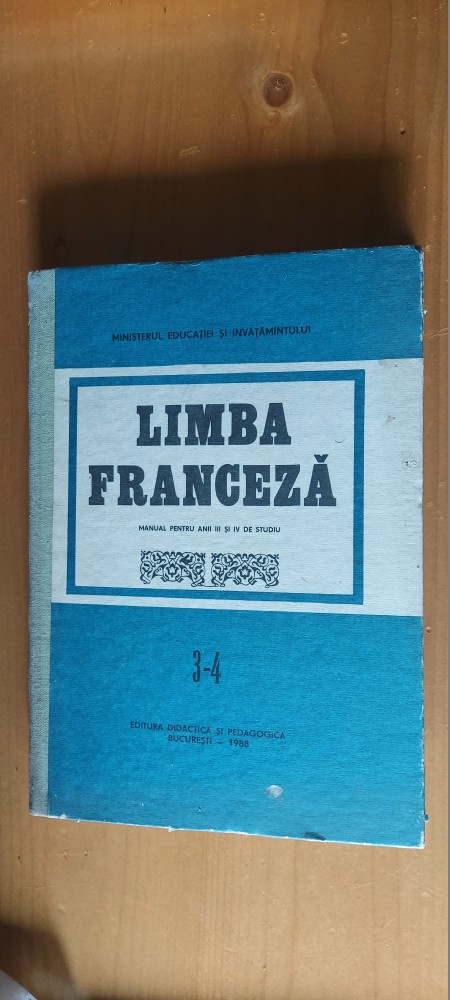 MINISTERUL EDUCAȚIEI ȘI INVĂȚĂMÎNTULUI
LIMBA
FRANCEZĂ
MANUAL PENTRU ANII III ȘI IV DE STUDIU
3-4
EDITURA DIDACTICĂ ȘI PEDAGOGICĂ
BUCUREȘTI – 1988